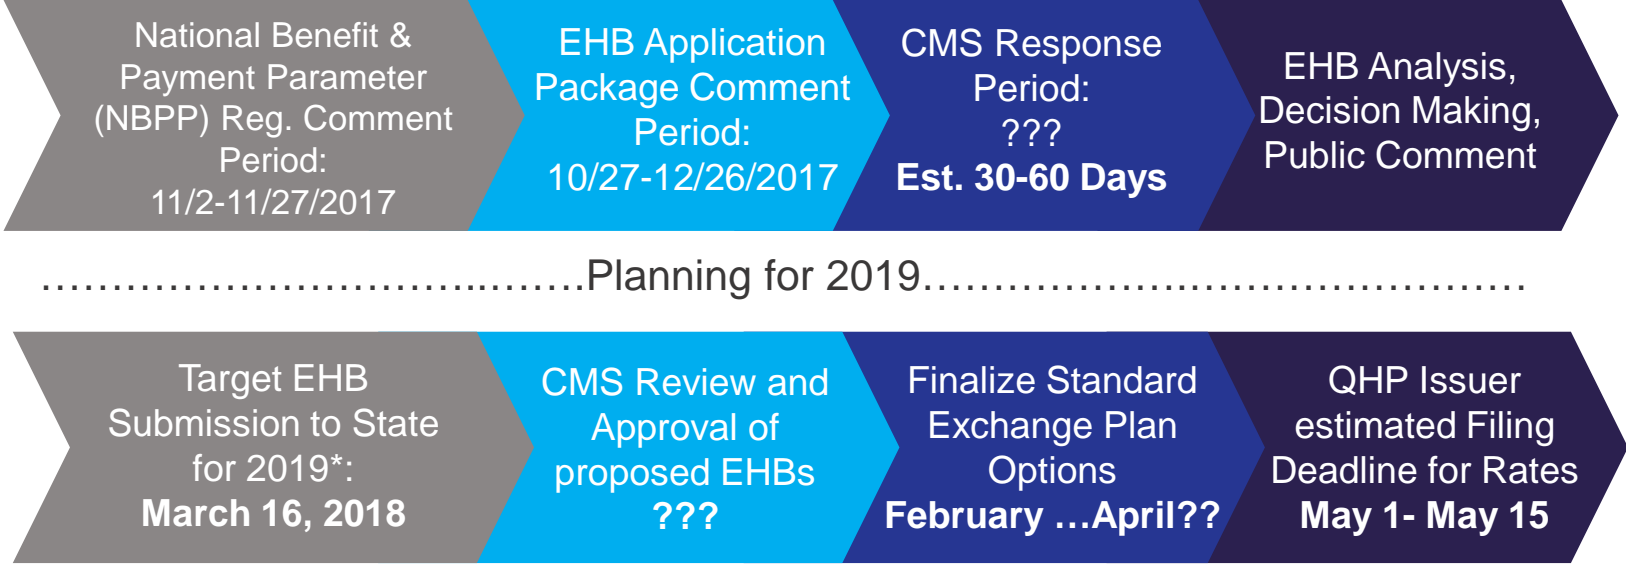 National Benefit &
Payment Parameter
(NBPP) Reg. Comment
Period:
11/2-11/27/2017
EHB Application
Package Comment
Period:
10/27-12/26/2017
CMS Response
Period:
???
Est. 30-60 Days
EHB Analysis,
Decision Making,
Public Comment
…………………………..…….Planning for 2019……………….……………………
Target EHB
Submission to State
for 2019*:
March 16, 2018
CMS Review and
Approval of
proposed EHBs
???
Finalize Standard
Exchange Plan
Options
February …April??
QHP Issuer
estimated Filing
Deadline for Rates
May 1- May 15